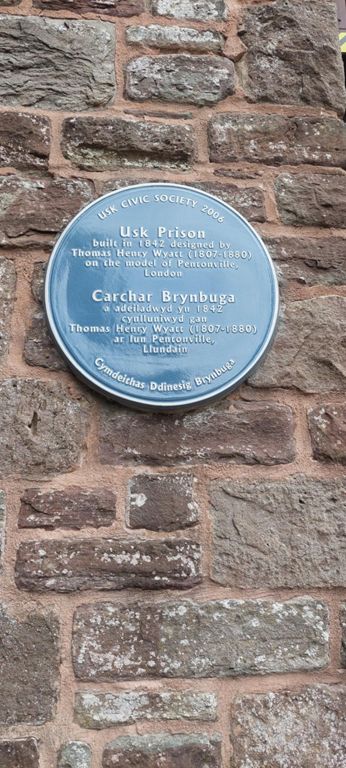 USK CIVIC SOCIETY 2006
Usk Prison
built in 1842 designed by
Thomas Henry Wyatt (1807-1880)
on the model of Pentonville,
London
Carchar Brynbuga
a adeiladwyd yn 1842
cynlluniwyd gan
Thomas Henry Wyatt (1807-1880)
ar lun Pentonville,
Llundain
Cymdeithas Ddinesig Brynbuga